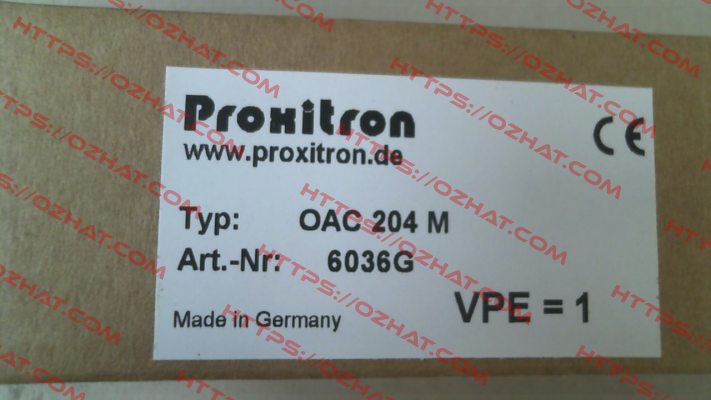 Proxitron
www.proxitron.de
CE
Typ: OAC 204 M
Art.-Nr: 6036G
VPE = 1
Made in Germany
HTTPS://OZHAT.COM